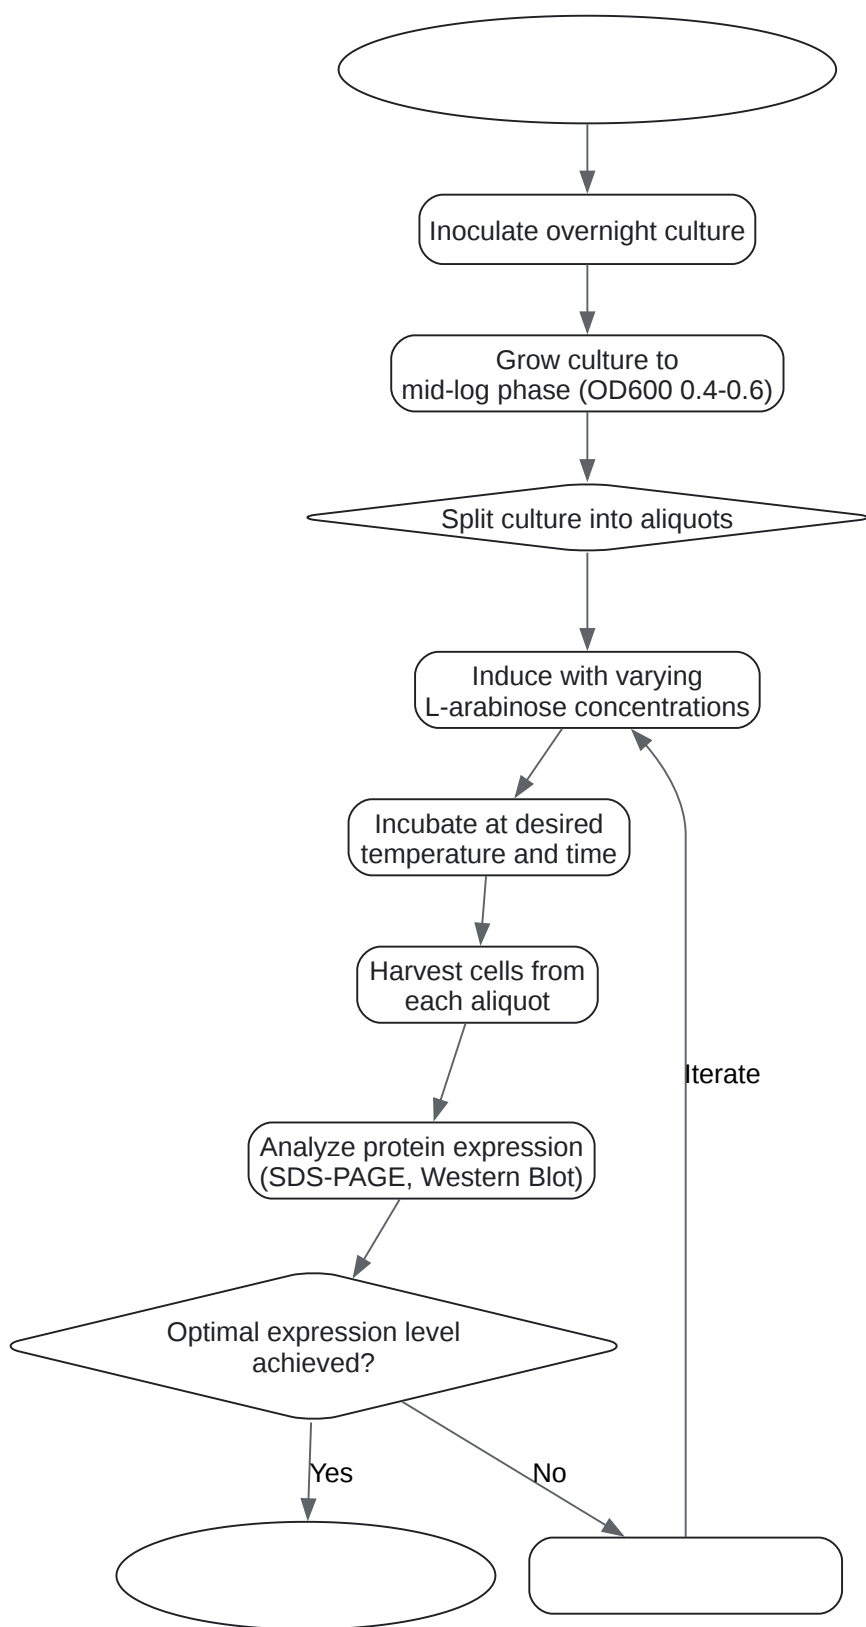 Inoculate overnight culture
Grow culture to
mid-log phase (OD600 0.4-0.6)
Split culture into aliquots
Induce with varying
L-arabinose concentrations
Incubate at desired
temperature and time
Harvest cells from
each aliquot
Iterate
Analyze protein expression
(SDS-PAGE, Western Blot)
Optimal expression level
achieved?
Yes
No